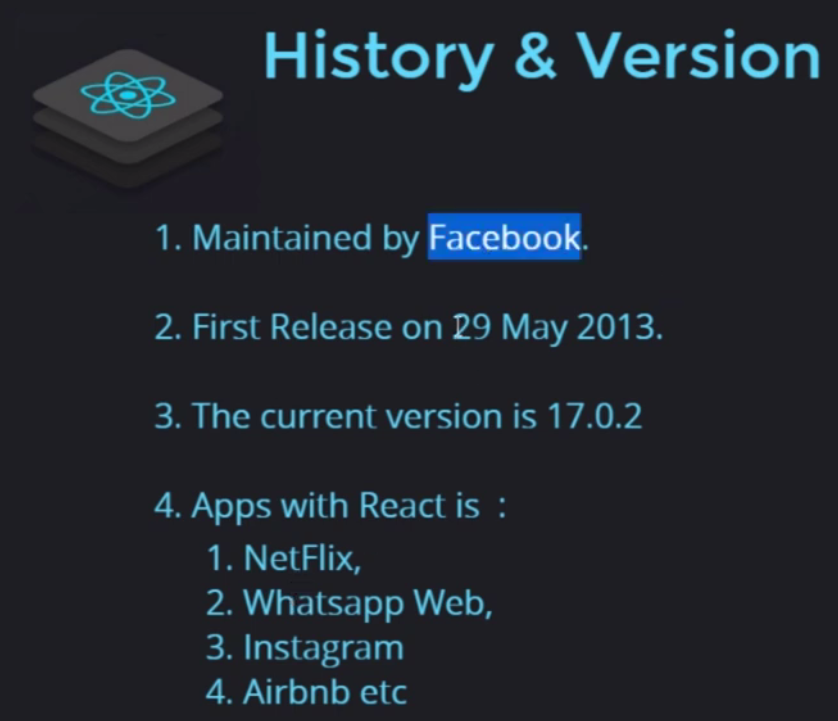 History & Version
1. Maintained by Facebook.
2. First Release on 29 May 2013.
3. The current version is 17.0.2
4. Apps with React is :
1. NetFlix,
2. Whatsapp Web,
3. Instagram
4. Airbnb etc